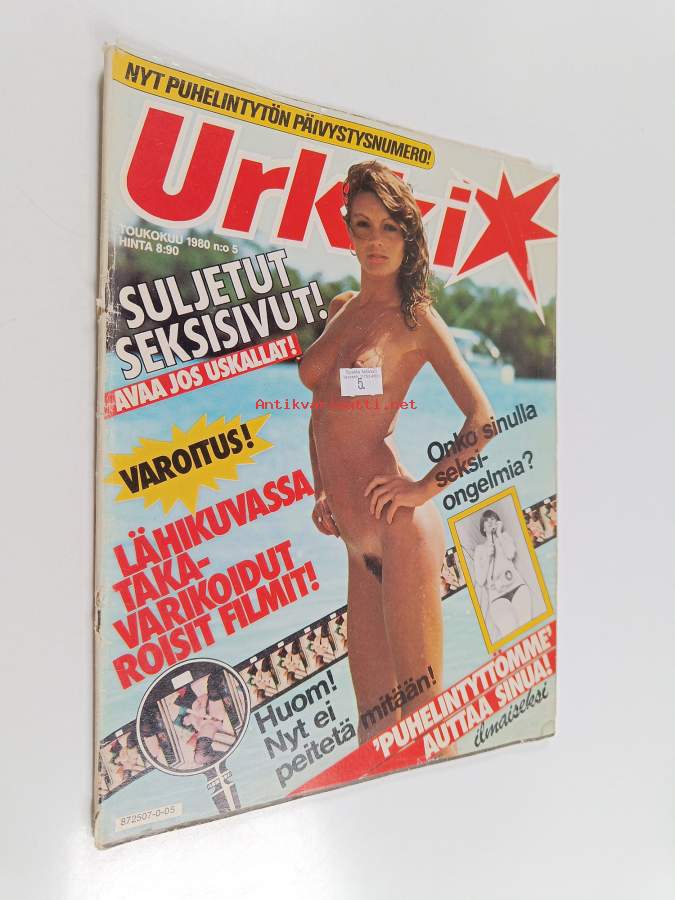 NYT PUHELINTYTÖN PÄIVYSTYSNUMERO!
Urkki
TOUKOKUU 1980 n:o 5
HINTA 8:90
SULJETUT
SEKSISIVUT!
AVAA JOS USKALLAT!
5.
Antikvariaatti.net
VAROITUS!
Onko sinulla
seksi-
ongelmia?
LÄHIKUVASSA
TAKA-
VARIKOIDUT
ROISIT FILMIT!
Huom!
Nyt ei
peitetä mitään!
'PUHELINTYTTÖMME'
AUTTAA SINUA!
ilmaiseksi
872507-0-05